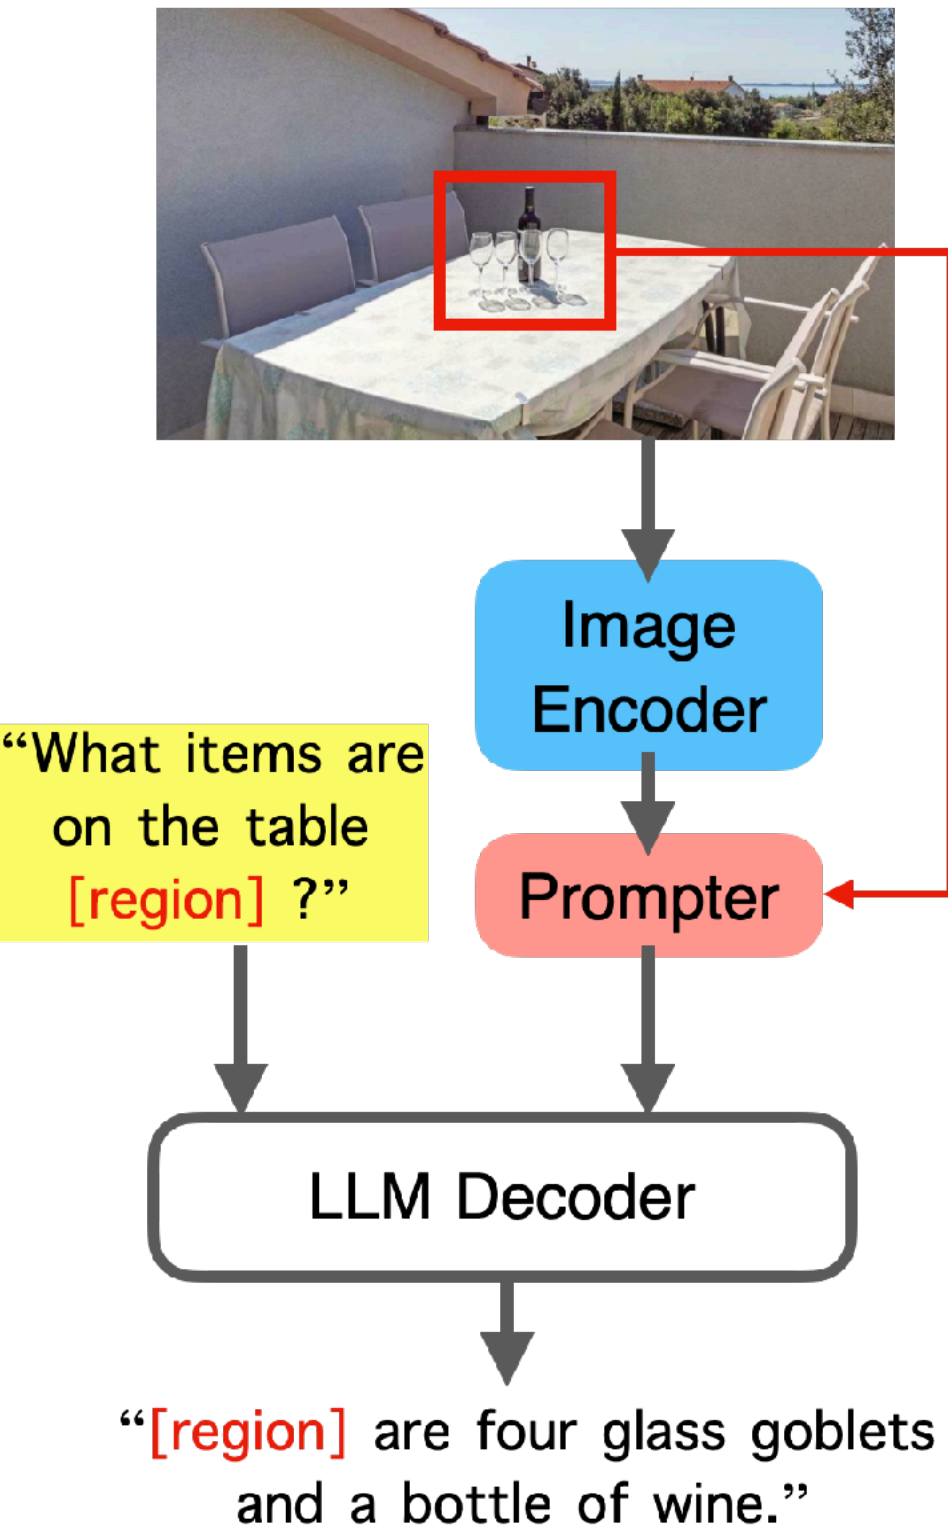 Image
Encoder
“What items are
on the table
[region] ?”
Prompter
LLM Decoder
“[region] are four glass goblets
and a bottle of wine.”